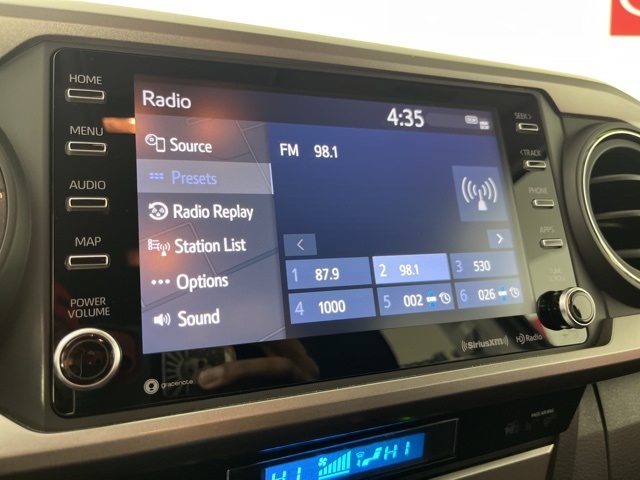 HOME
MENU
AUDIO
MAP
POWER
VOLUME
Radio
4:35
Source
Presets
Radio Replay
Station List
Options
Sound
FM 98.1
< >
1 87.9
2 98.1
3 530
4 1000
5 002
6 026
SEEK >
< TRACK
PHONE
APPS
TUNE
SCROLL
gracenote
SiriusXM
HD Radio
HI
HI